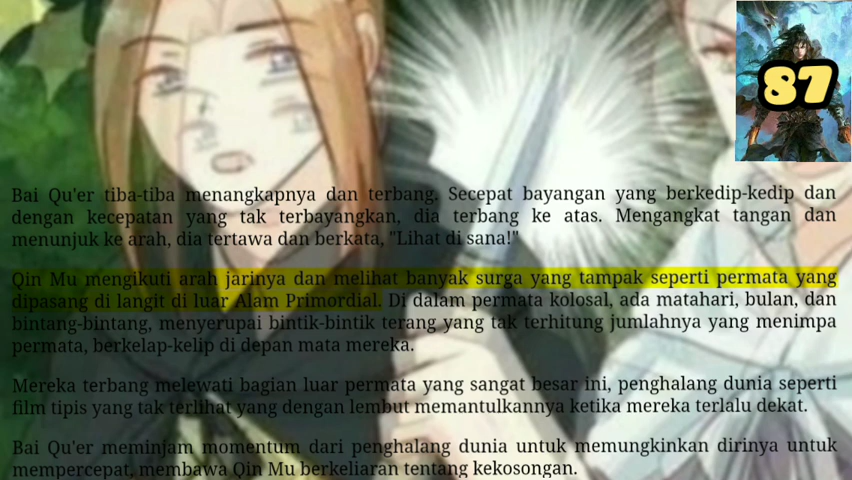 87
Bai Qu'er tiba-tiba menangkapnya dan terbang. Secepat bayangan yang berkedip-kedip dan
dengan kecepatan yang tak terbayangkan, dia terbang ke atas. Mengangkat tangan dan
menunjuk ke arah, dia tertawa dan berkata, "Lihat di sana!"
Qin Mu mengikuti arah jarinya dan melihat banyak surga yang tampak seperti permata yang
dipasang di langit di luar Alam Primordial. Di dalam permata kolosal, ada matahari, bulan, dan
bintang-bintang, menyerupai bintik-bintik terang yang tak terhitung jumlahnya yang menimpa
permata, berkelap-kelip di depan mata mereka.
Mereka terbang melewati bagian luar permata yang sangat besar ini, penghalang dunia seperti
film tipis yang tak terlihat yang dengan lembut memantulkannya ketika mereka terlalu dekat.
Bai Qu'er meminjam momentum dari penghalang dunia untuk memungkinkan dirinya untuk
mempercepat, membawa Qin Mu berkeliaran tentang kekosongan.